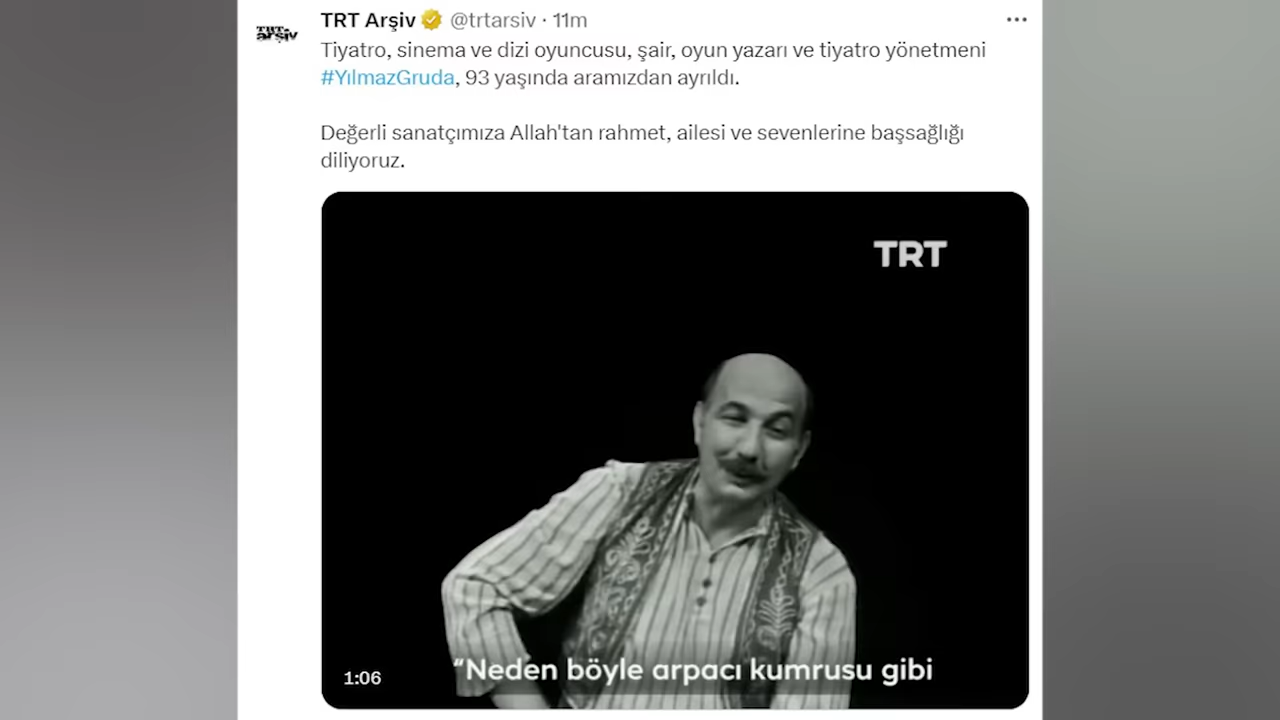 TRT arşiv
TRT Arşiv @trtarsiv · 11m
Tiyatro, sinema ve dizi oyuncusu, şair, oyun yazarı ve tiyatro yönetmeni
#YılmazGruda, 93 yaşında aramızdan ayrıldı.
Değerli sanatçımıza Allah'tan rahmet, ailesi ve sevenlerine başsağlığı
diliyoruz.
TRT
"Neden böyle arpacı kumrusu gibi
1:06